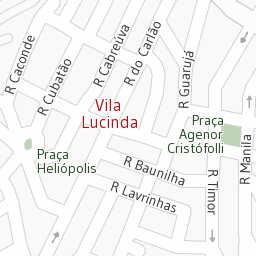 R Caconde
R Cubatão
R Cabreúva
R do Carlão
R Guarujá
Vila
Lucinda
Praça
Agenor
Cristófolli
Praça
Heliópolis
R Baunilha
R Lavrinhas
R Timor
R Manila